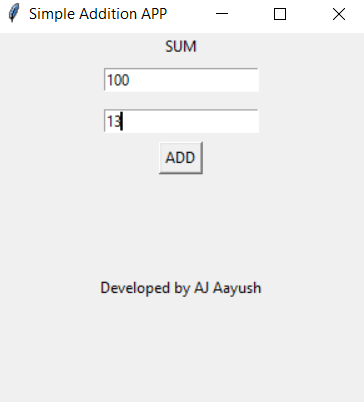 Simple Addition APP
SUM
100
13
ADD
Developed by AJ Aayush